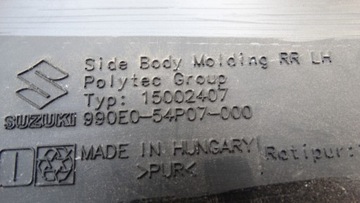 Side Body Molding RR LH
Polytec Group
Typ: 15002407
SUZUKI 990E0-54P07-000
MADE IN HUNGARY
>PUR<